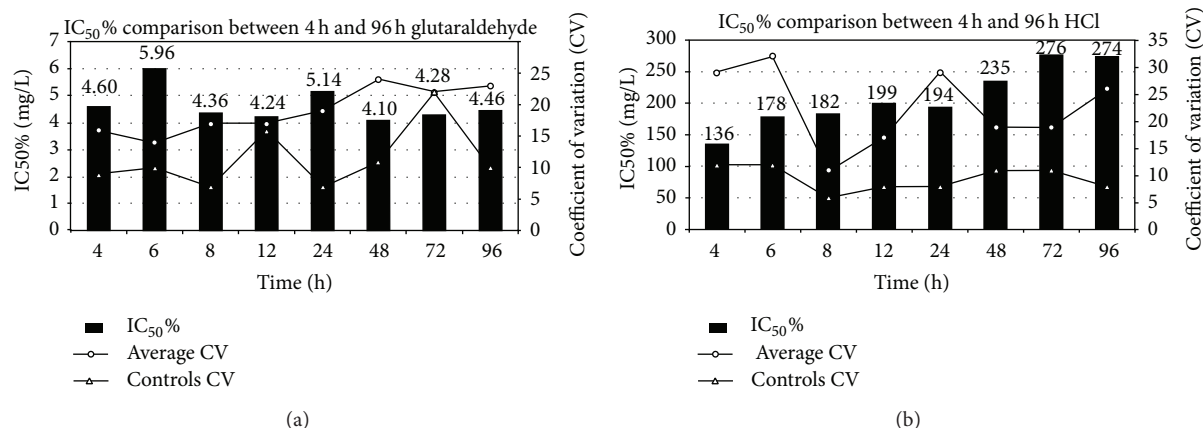 IC50% comparison between 4 h and 96 h glutaraldehyde
IC50% (mg/L)
7
6
5
4
3
2
1
0
4.60
5.96
4.36
4.24
5.14
4.10
4.28
4.46
25
20
15
10
5
0
Coefficient of variation (CV)
4 6 8 12 24 48 72 96
Time (h)
IC50%
Average CV
Controls CV
(a)
IC50% comparison between 4 h and 96 h HCl
IC50% (mg/L)
300
250
200
150
100
50
0
136
178
182
199
194
235
276
274
35
30
25
20
15
10
5
0
Coefficient of variation (CV)
4 6 8 12 24 48 72 96
Time (h)
IC50%
Average CV
Controls CV
(b)